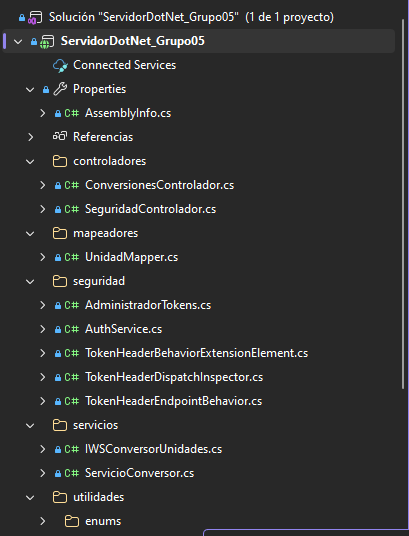 Solución "ServidorDotNet_Grupo05" (1 de 1 proyecto)
ServidorDotNet_Grupo05
Connected Services
Properties
C# AssemblyInfo.cs
Referencias
controladores
C# ConversionesControlador.cs
C# SeguridadControlador.cs
mapeadores
C# UnidadMapper.cs
seguridad
C# AdministradorTokens.cs
C# AuthService.cs
C# TokenHeaderBehaviorExtensionElement.cs
C# TokenHeaderDispatchInspector.cs
C# TokenHeaderEndpointBehavior.cs
servicios
C# IWSConversorUnidades.cs
C# ServicioConversor.cs
utilidades
enums